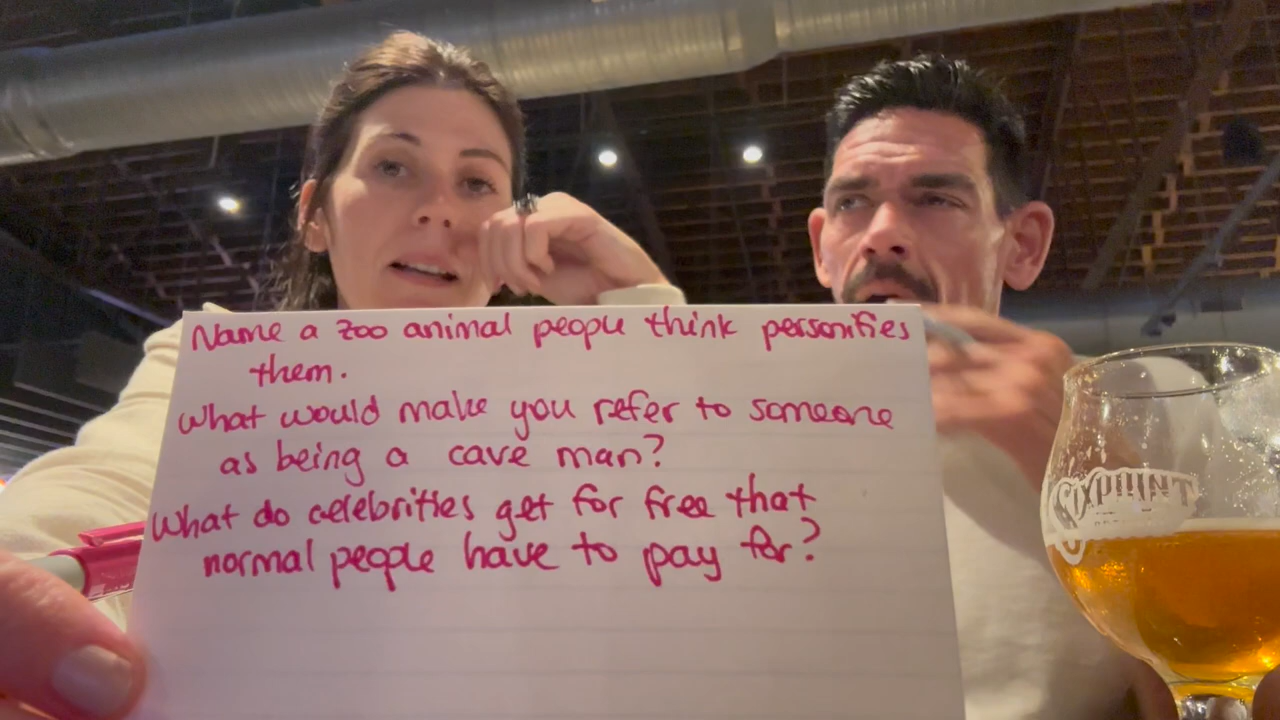 Name a zoo animal people think personifies
them.
What would make you refer to someone
as being a cave man?
What do celebrities get for free that
normal people have to pay for?
SIXPOINT